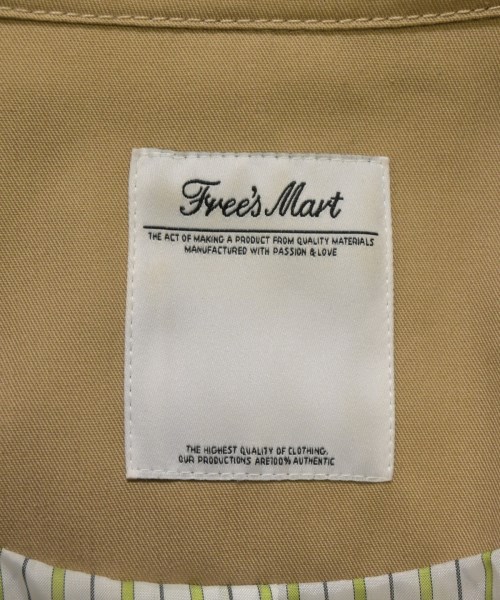 Free's Mart
THE ACT OF MAKING A PRODUCT FROM QUALITY MATERIALS
MANUFACTURED WITH PASSION & LOVE
THE HIGHEST QUALITY OF CLOTHING.
OUR PRODUCTIONS ARE100% AUTHENTIC